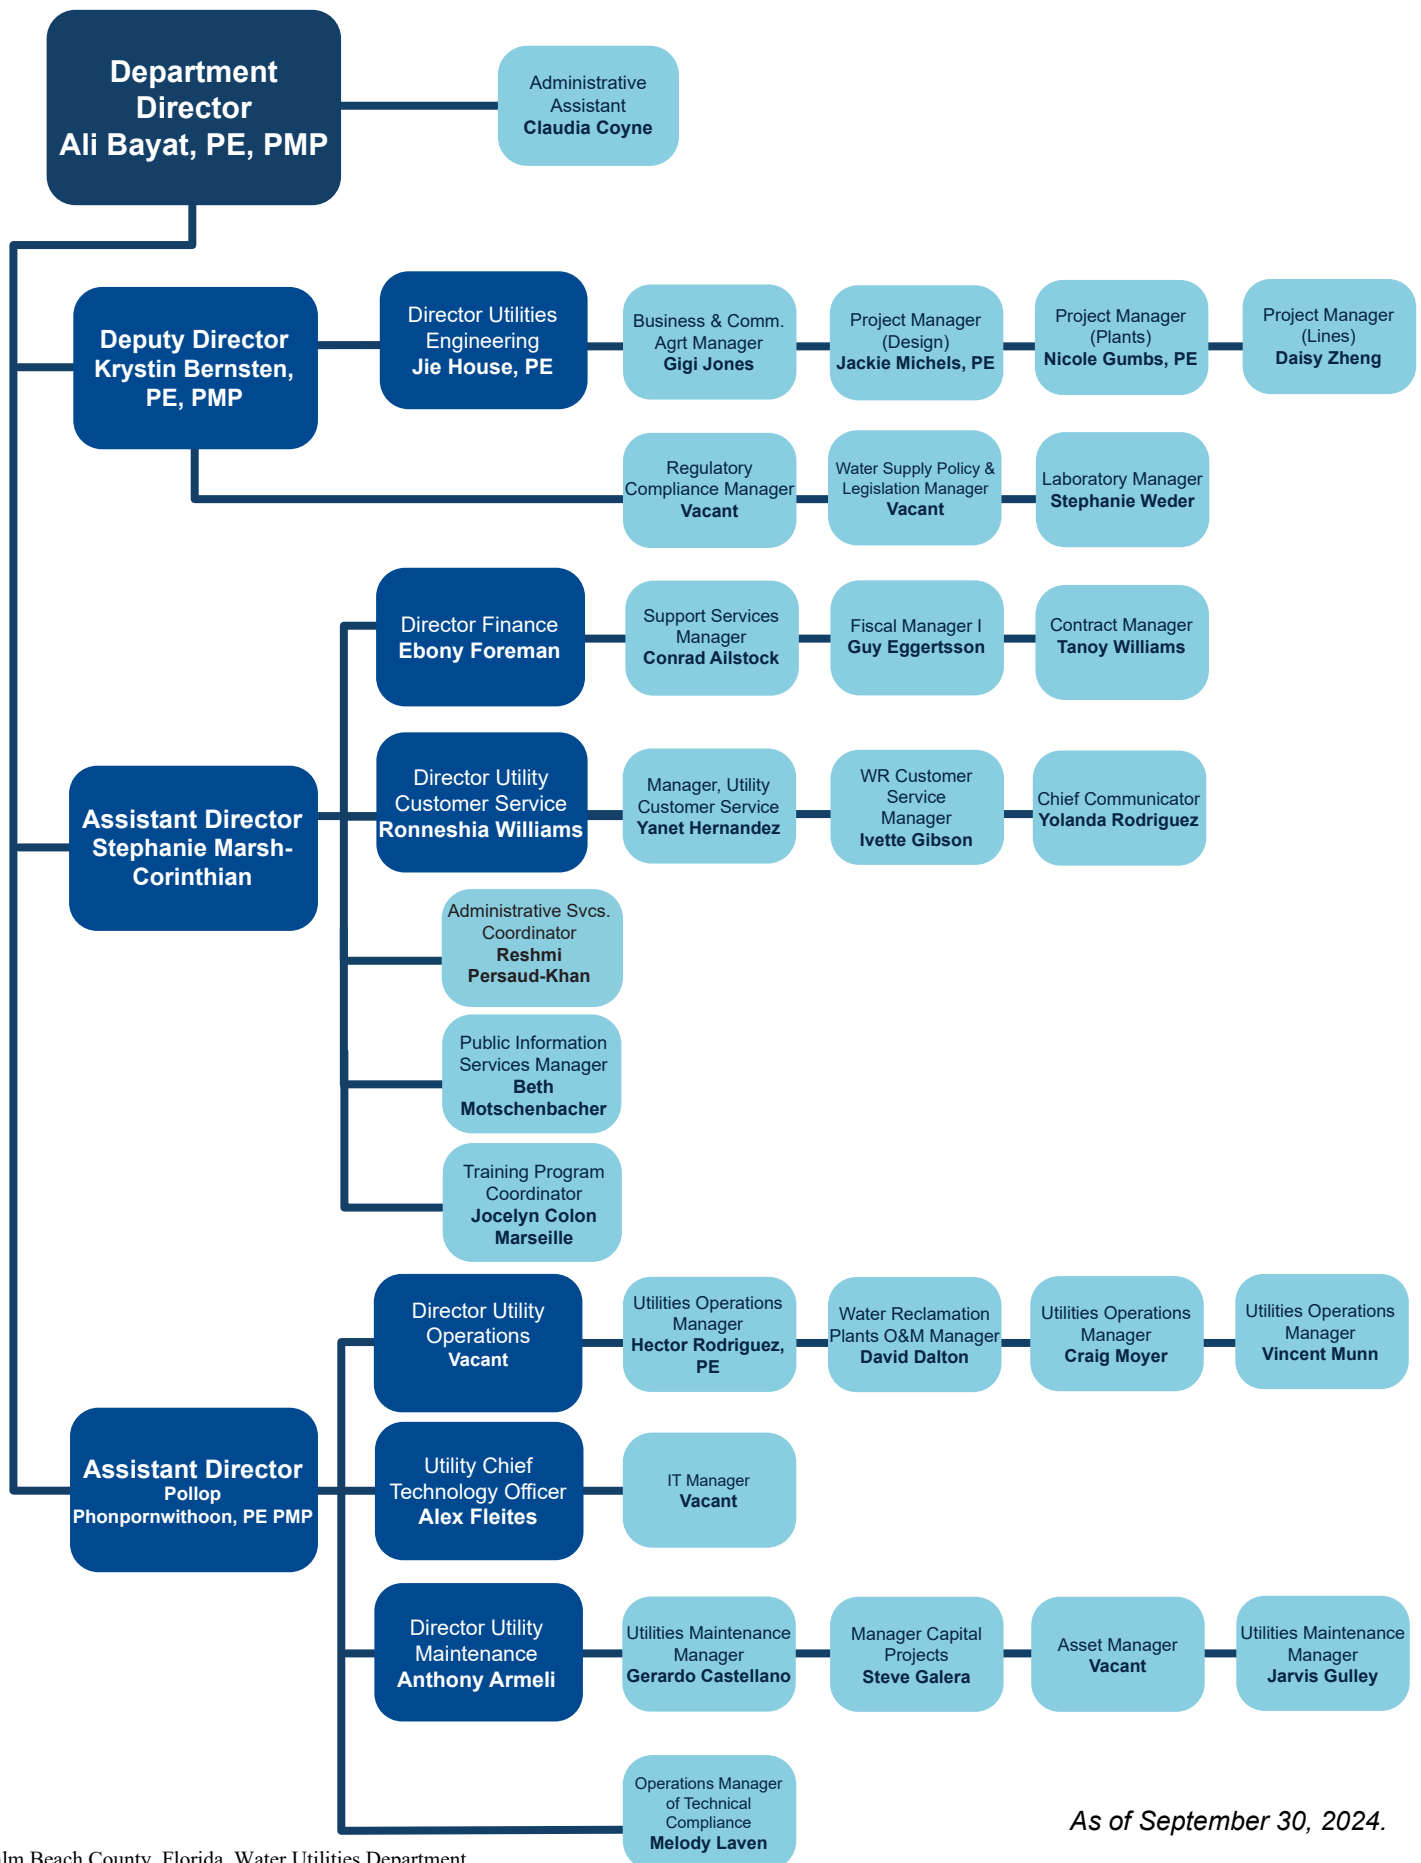 Department
Director
Ali Bayat, PE, PMP
Administrative
Assistant
Claudia Coyne
Deputy Director
Krystin Bernsten,
PE, PMP
Director Utilities
Engineering
Jie House, PE
Business & Comm.
Agrt Manager
Gigi Jones
Project Manager
(Design)
Jackie Michels, PE
Project Manager
(Plants)
Nicole Gumbs, PE
Project Manager
(Lines)
Daisy Zheng
Regulatory
Compliance Manager
Vacant
Water Supply Policy &
Legislation Manager
Vacant
Laboratory Manager
Stephanie Weder
Director Finance
Ebony Foreman
Support Services
Manager
Conrad Ailstock
Fiscal Manager I
Guy Eggertsson
Contract Manager
Tanoy Williams
Assistant Director
Stephanie Marsh-
Corinthian
Director Utility
Customer Service
Ronneshia Williams
Manager, Utility
Customer Service
Yanet Hernandez
WR Customer
Service
Manager
Ivette Gibson
Chief Communicator
Yolanda Rodriguez
Administrative Svcs.
Coordinator
Reshmi
Persaud-Khan
Public Information
Services Manager
Beth
Motschenbacher
Training Program
Coordinator
Jocelyn Colon
Marseille
Director Utility
Operations
Vacant
Utilities Operations
Manager
Hector Rodriguez,
PE
Water Reclamation
Plants O&M Manager
David Dalton
Utilities Operations
Manager
Craig Moyer
Utilities Operations
Manager
Vincent Munn
Assistant Director
Pollop
Phonpornwithoon, PE PMP
Utility Chief
Technology Officer
Alex Fleites
IT Manager
Vacant
Director Utility
Maintenance
Anthony Armeli
Utilities Maintenance
Manager
Gerardo Castellano
Manager Capital
Projects
Steve Galera
Asset Manager
Vacant
Utilities Maintenance
Manager
Jarvis Gulley
Operations Manager
of Technical
Compliance
Melody Laven
As of September 30, 2024.
alm Beach County, Florida, Water Utilities Department